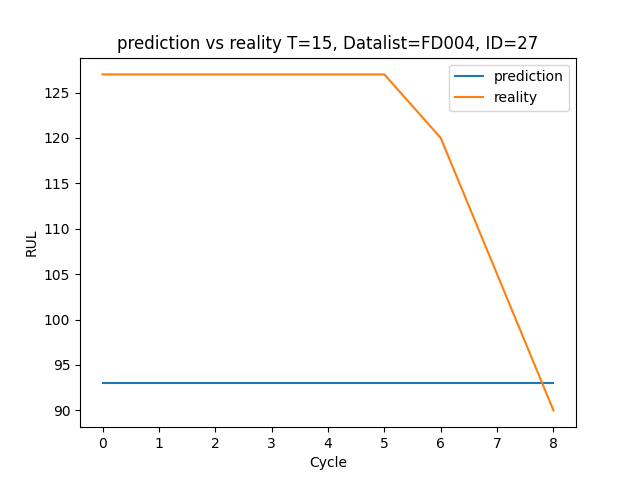 prediction vs reality T=15, Datalist=FD004, ID=27
prediction
reality
125
120
115
110
105
100
95
90
RUL
0 1 2 3 4 5 6 7 8
Cycle